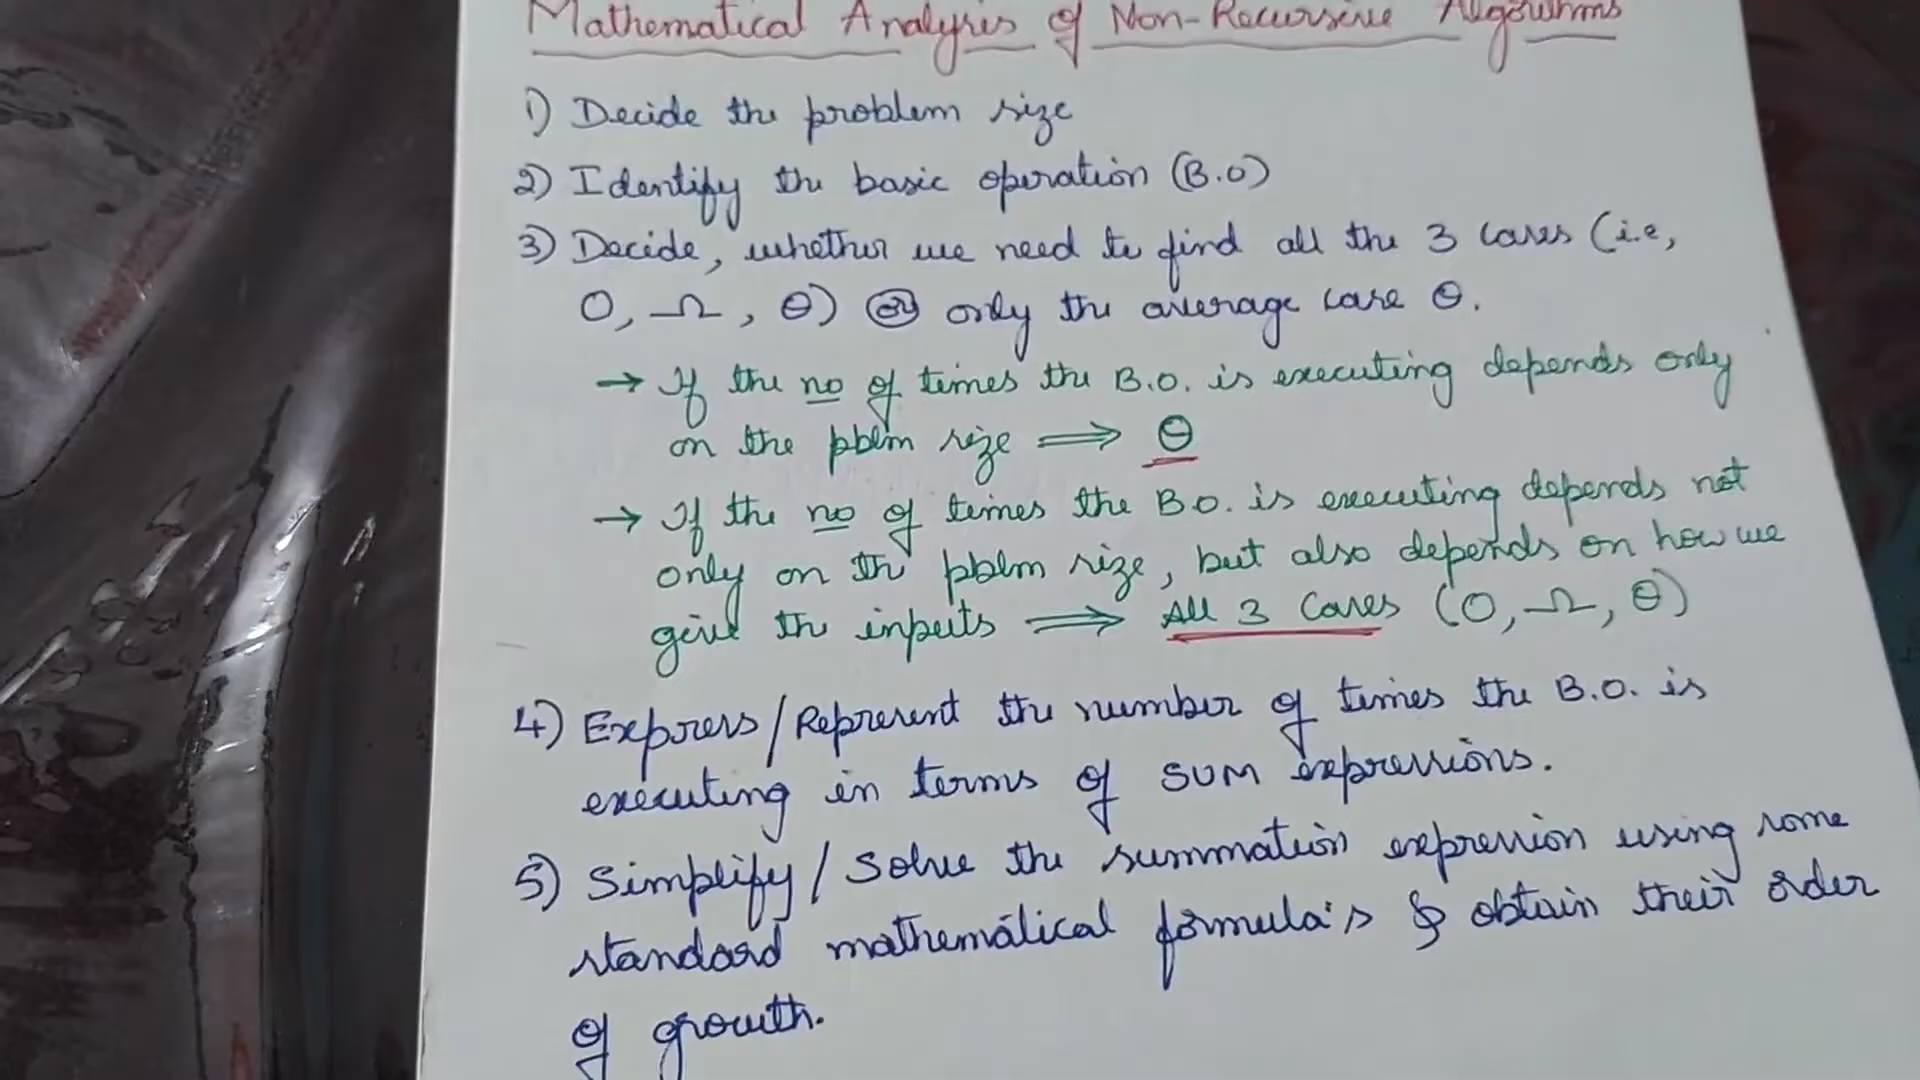 Mathematical Analysis of Non-Recursive Algorithms
1) Decide the problem size
2) Identify the basic operation (B.O)
3) Decide, whether we need to find all the 3 cases (i.e,
O, Ω, Θ) or only the average case Θ.
→ If the no of times the B.O. is executing depends only
on the pblm size ⟹ Θ
→ If the no of times the B.O. is executing depends not
only on the pblm size, but also depends on how we
give the inputs ⟹ All 3 Cases (O, Ω, Θ)
4) Express/Represent the number of times the B.O. is
executing in terms of SUM expressions.
5) Simplify/Solve the summation expression using some
standard mathematical formula's & obtain their order
of growth.